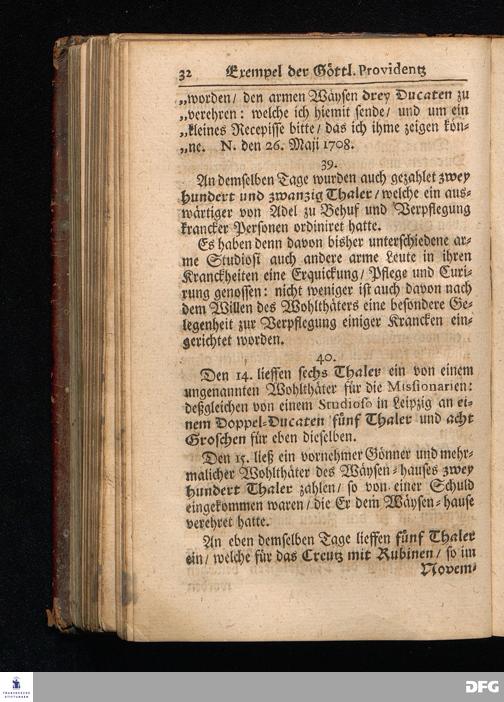 32 Exempel der Göttl. Providentz
„worden/ den armen Wäysen drey Ducaten zu
„verehren: welche ich hiemit sende/ und um ein
„kleines Recepisse bitte/ das ich ihme zeigen kön-
„ne. N. den 26. Maji 1708.
39.
An demselben Tage wurden auch gezahlet zwey
hundert und zwanzig Thaler/ welche ein aus-
wärtiger von Adel zu Behuf und Verpflegung
krancker Personen ordiniret hatte.
Es haben denn davon bisher unterschiedene ar-
me Studiosi auch andere arme Leute in ihren
Kranckheiten eine Erquickung/ Pflege und Curi-
rung genossen: nicht weniger ist auch davon nach
dem Willen des Wohlthäters eine besondere Ge-
legenheit zur Verpflegung einiger Krancken ein-
gerichtet worden.
40.
Den 14. lieffen sechs Thaler ein von einem
ungenannten Wohlthäter für die Missionarien:
deßgleichen von einem Studioso in Leipzig an ei-
nem Doppel-Ducaten fünf Thaler und acht
Groschen für eben dieselben.
Den 15. ließ ein vornehmer Gönner und mehr-
malicher Wohlthäter des Wäysen-hauses zwey
hundert Thaler zahlen/ so von einer Schuld
eingekommen waren/ die Er dem Wäysen-hause
verehret hatte.
An eben demselben Tage lieffen fünf Thaler
ein/ welche für das Creutz mit Rubinen/ so im
Novem-
FRANCKESCHE
STIFTUNGEN
DFG